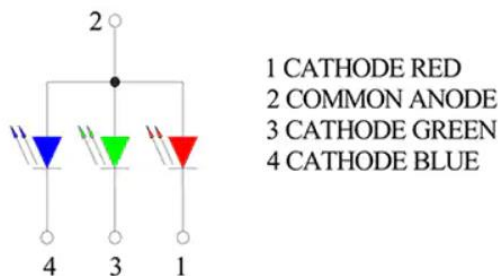 2
1 CATHODE RED
2 COMMON ANODE
3 CATHODE GREEN
4 CATHODE BLUE
4 3 1